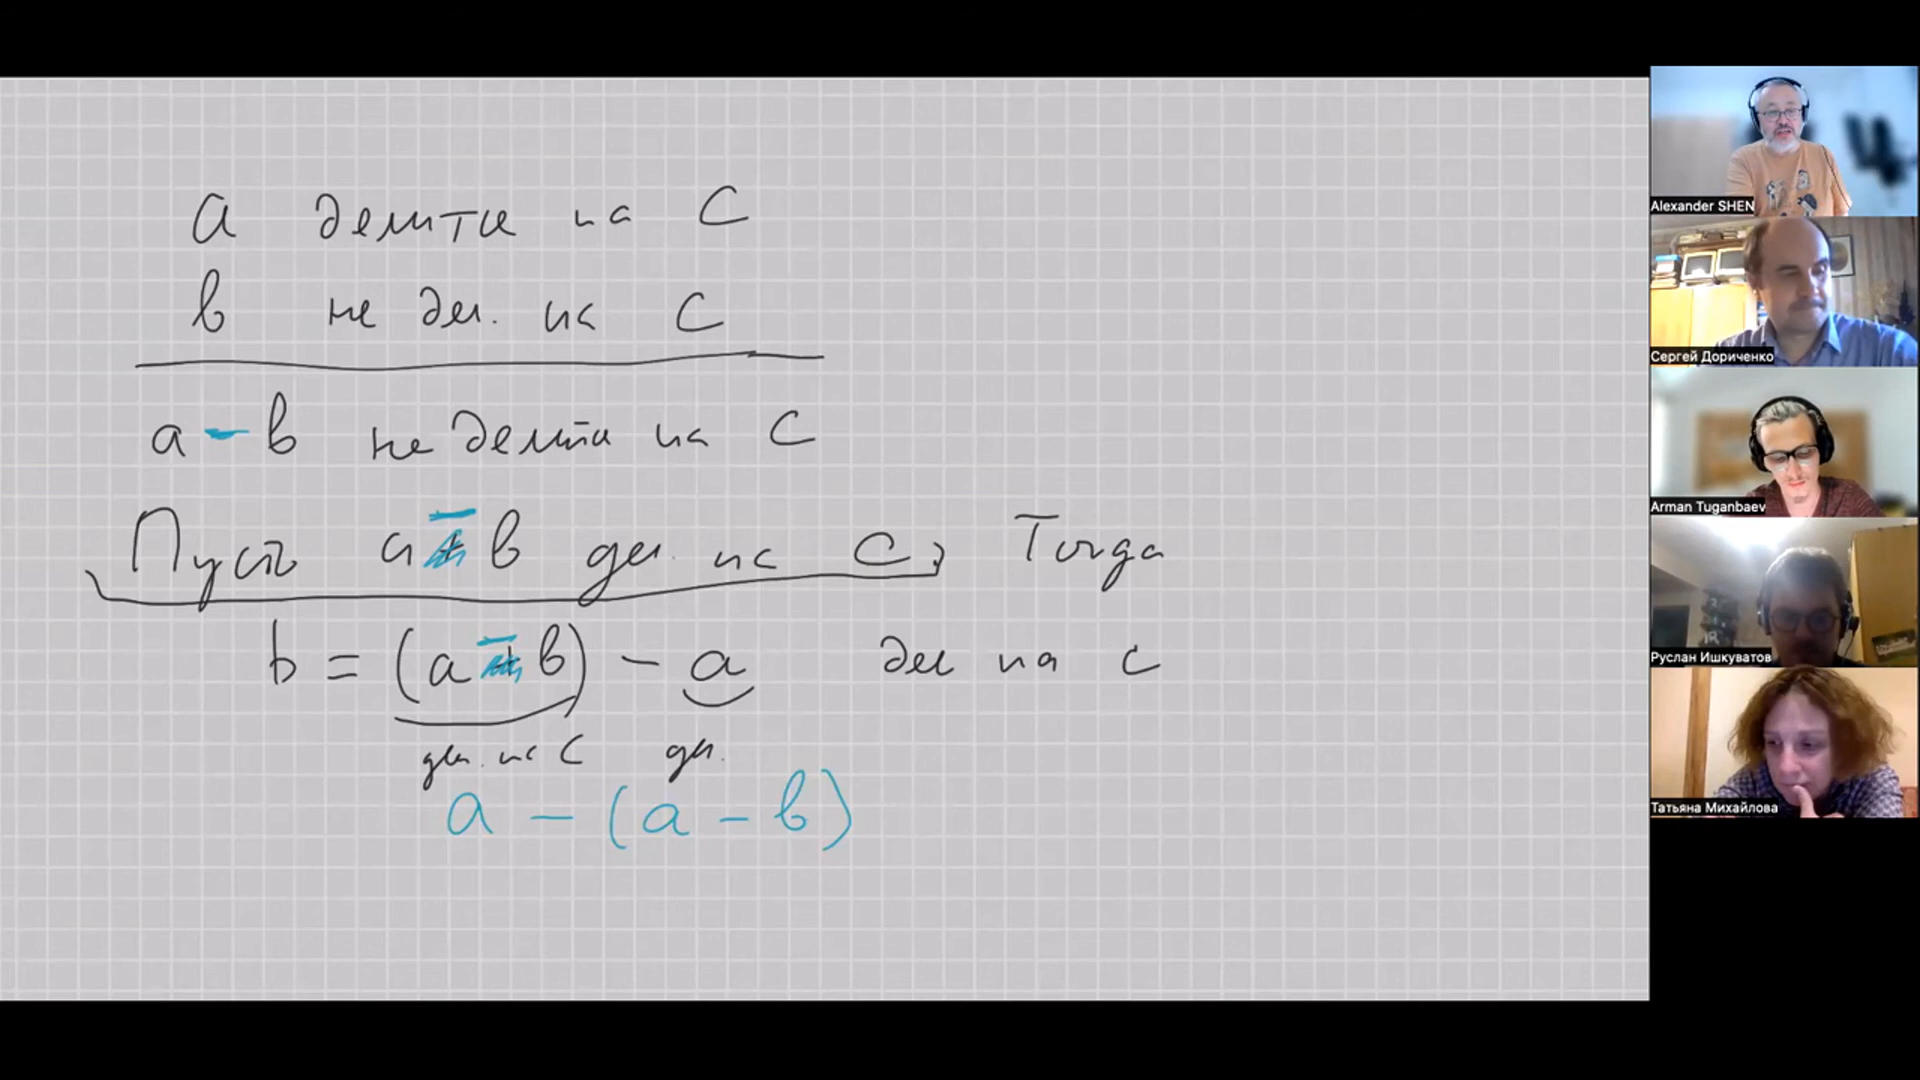 а делится на С
в не дел. на С
а - в не делится на С
Пусть а - в дел. на С, Тогда
b = (а - в) - а дел на с
дел. на С дел.
а - (а - в)
Alexander SHEN
Сергей Дориченко
Arman Tuganbaev
Руслан Ишкуватов
Татьяна Михайлова